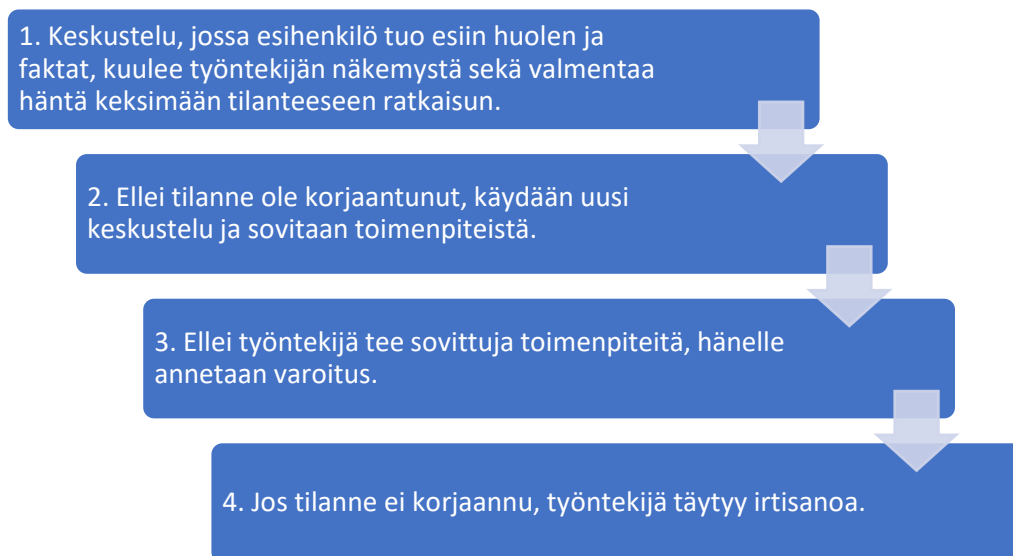 1. Keskustelu, jossa esihenkilö tuo esiin huolen ja
faktat, kuulee työntekijän näkemystä sekä valmentaa
häntä keksimään tilanteeseen ratkaisun.
2. Ellei tilanne ole korjaantunut, käydään uusi
keskustelu ja sovitaan toimenpiteistä.
3. Ellei työntekijä tee sovittuja toimenpiteitä, hänelle
annetaan varoitus.
4. Jos tilanne ei korjaannu, työntekijä täytyy irtisanoa.